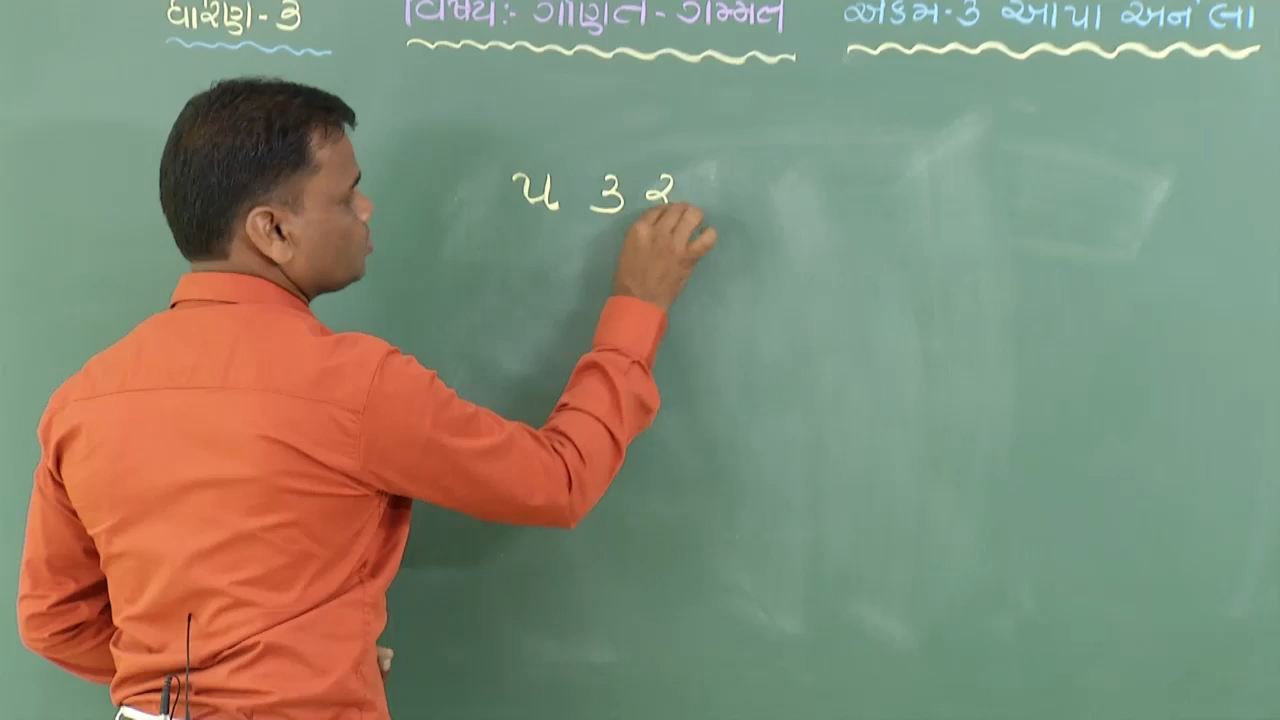 ધોરણ-૩ વિષય:- ગણિત-ગમ્મત એકમ-૩ આપો અને લા
૫ ૩ ૨